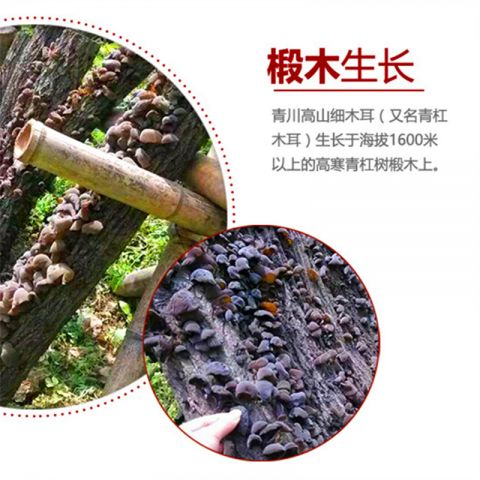 椴木生长
青川高山细木耳（又名青杠
木耳）生长于海拔1600米
以上的高寒青杠树椴木上。